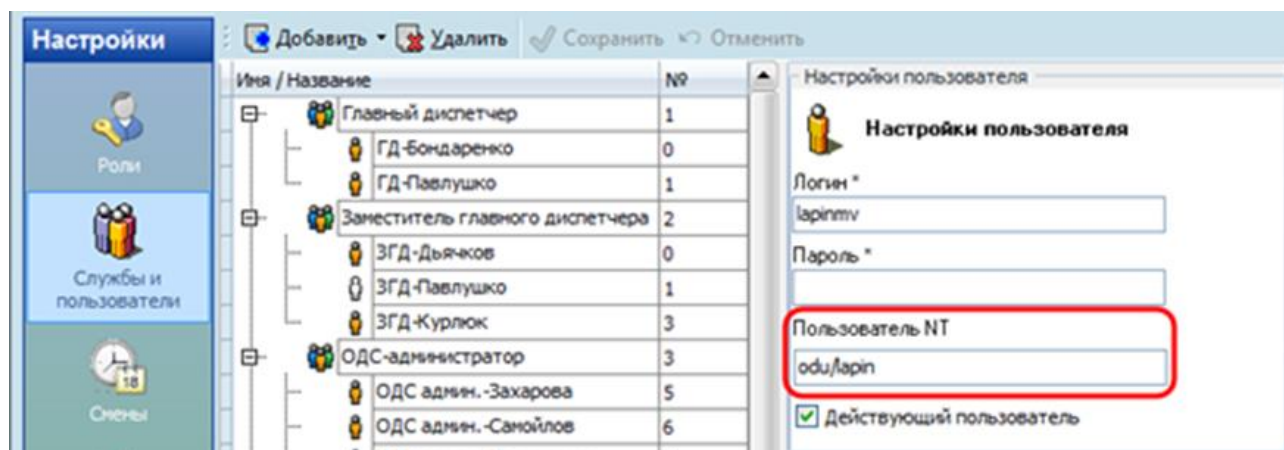 Настройки
Добавить Удалить Сохранить Отменить
Роли
Службы и
пользователи
Смены
18
Имя / Название №
Главный диспетчер 1
ГД-Бондаренко 0
ГД-Павлушко 1
Заместитель главного диспетчера 2
ЗГД-Дьячков 0
ЗГД-Павлушко 1
ЗГД-Курлюк 3
ОДС-администратор 3
ОДС админ.-Захарова 5
ОДС админ.-Самойлов 6
Настройки пользователя
Настройки пользователя
Логин *
lapinmv
Пароль *
Пользователь NT
odu/lapin
Действующий пользователь